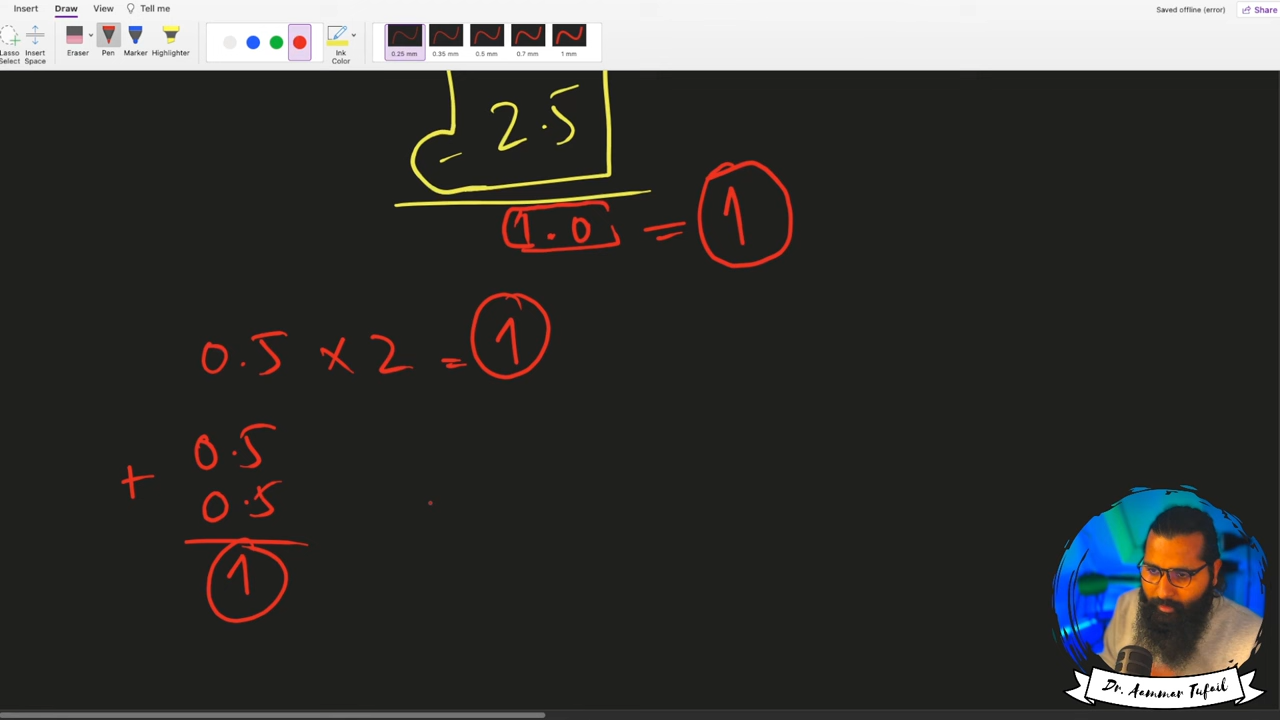 Insert Draw View Tell me
Saved offline (error)
Share
Lasso Select
Insert Space
Eraser
Pen
Marker
Highlighter
Ink Color
0.25 mm
0.35 mm
0.5 mm
0.7 mm
1 mm
- 2.5
1.0 = 1
0.5 × 2 = 1
0.5
+ 0.5
1
Dr. Aammar Tufail